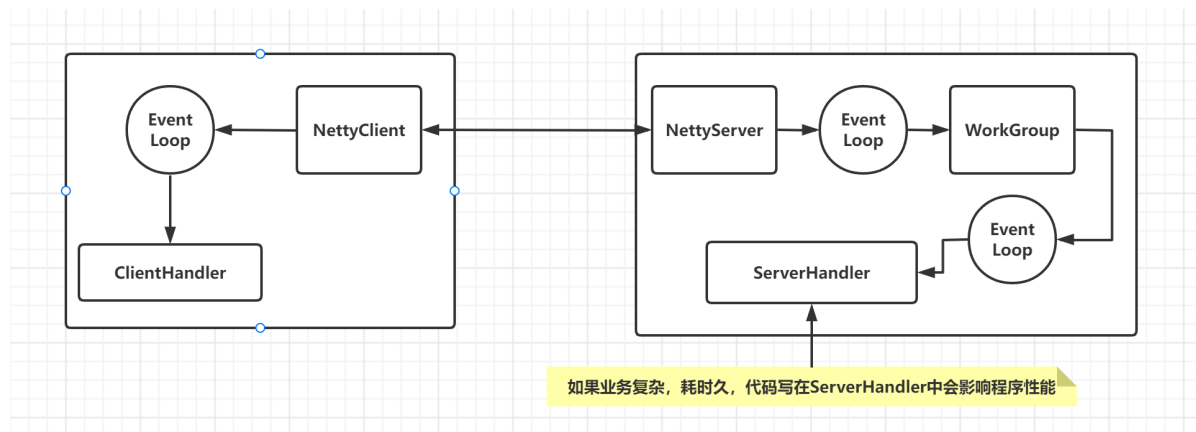 Event
Loop
NettyClient
ClientHandler
NettyServer
Event
Loop
WorkGroup
Event
Loop
ServerHandler
如果业务复杂，耗时久，代码写在ServerHandler中会影响程序性能